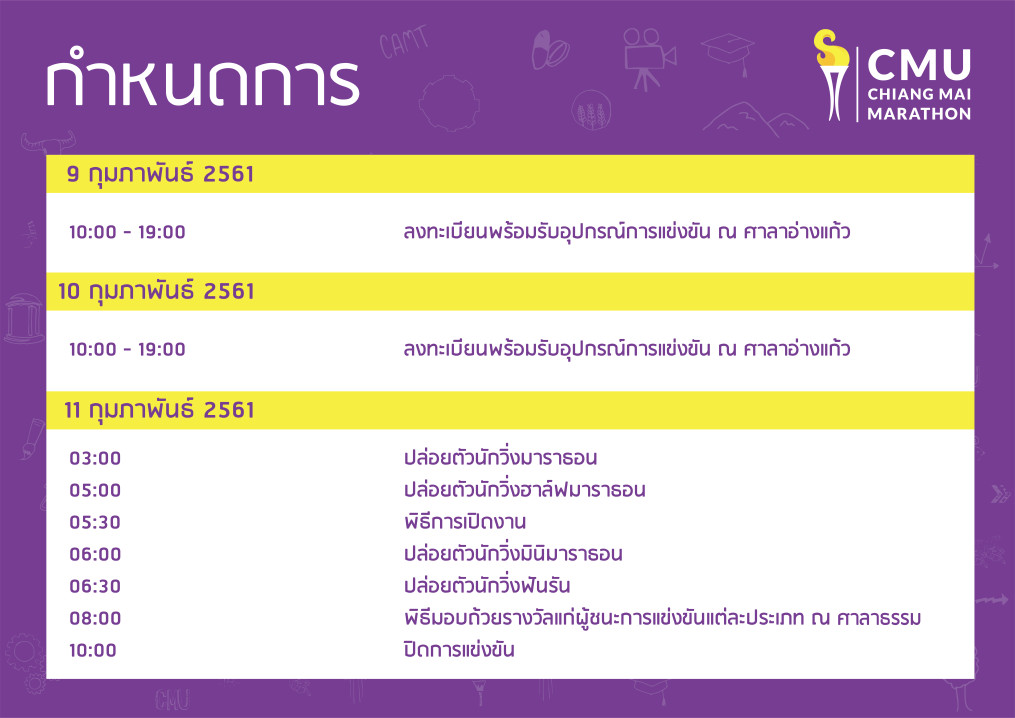 CAMT
กำหนดการ
CMU
CHIANG MAI
MARATHON
9 กุมภาพันธ์ 2561
10:00 - 19:00 ลงทะเบียนพร้อมรับอุปกรณ์การแข่งขัน ณ ศาลาอ่างแก้ว
10 กุมภาพันธ์ 2561
10:00 - 19:00 ลงทะเบียนพร้อมรับอุปกรณ์การแข่งขัน ณ ศาลาอ่างแก้ว
11 กุมภาพันธ์ 2561
03:00 ปล่อยตัวนักวิ่งมาราธอน
05:00 ปล่อยตัวนักวิ่งฮาล์ฟมาราธอน
05:30 พิธีการเปิดงาน
06:00 ปล่อยตัวนักวิ่งมินิมาราธอน
06:30 ปล่อยตัวนักวิ่งฟันรัน
08:00 พิธีมอบถ้วยรางวัลแก่ผู้ชนะการแข่งขันแต่ละประเภท ณ ศาลาธรรม
10:00 ปิดการแข่งขัน
CMU